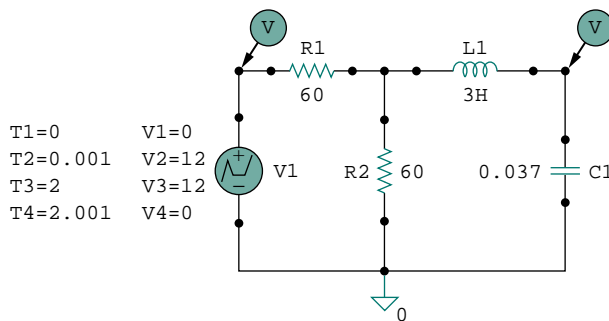 V
V
R1
60
L1
3H
T1=0 V1=0
T2=0.001 V2=12
T3=2 V3=12
T4=2.001 V4=0
V1
R2 60
0.037 C1
0